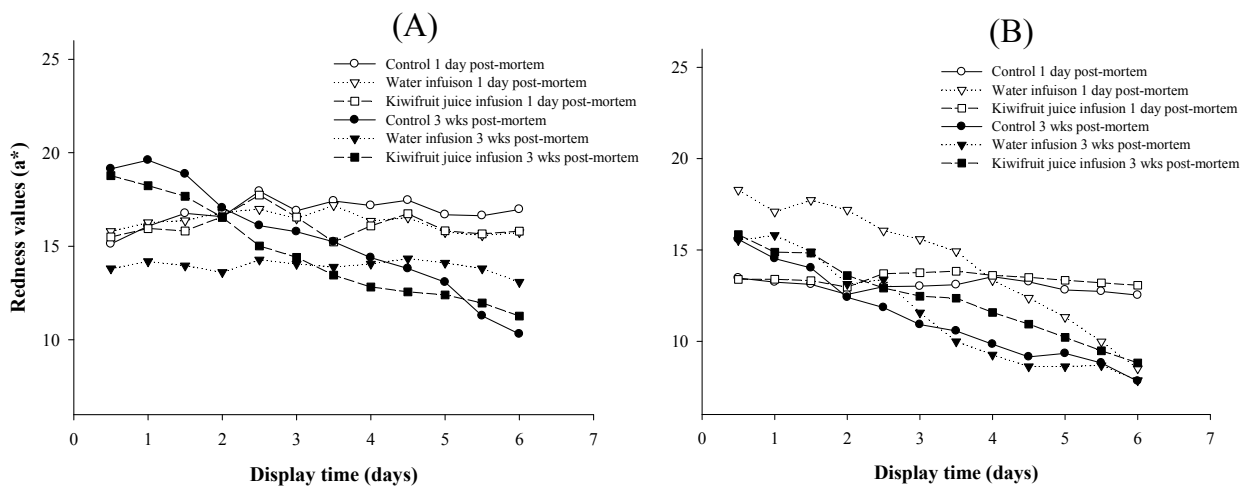 (A)
25
20
15
10
Redness values (a*)
Control 1 day post-mortem
Water infuison 1 day post-mortem
Kiwifruit juice infusion 1 day post-mortem
Control 3 wks post-mortem
Water infusion 3 wks post-mortem
Kiwifruit juice infusion 3 wks post-mortem
0 1 2 3 4 5 6 7
Display time (days)
(B)
25
20
15
10
Control 1 day post-mortem
Water infuison 1 day post-mortem
Kiwifruit juice infusion 1 day post-mortem
Control 3 wks post-mortem
Water infusion 3 wks post-mortem
Kiwifruit juice infusion 3 wks post-mortem
0 1 2 3 4 5 6 7
Display time (days)